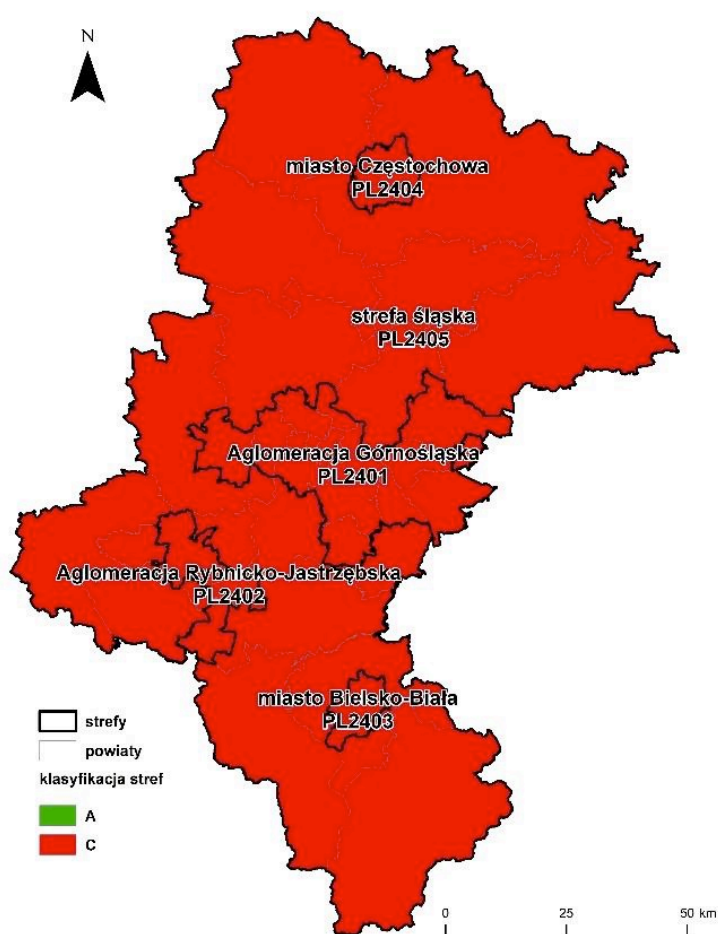 N
miasto Częstochowa
PL2404
strefa śląska
PL2405
Aglomeracja Górnośląska
PL2401
Aglomeracja Rybnicko-Jastrzębska
PL2402
miasto Bielsko-Biała
PL2403
strefy
powiaty
klasyfikacja stref
A
C
0 25 50 km